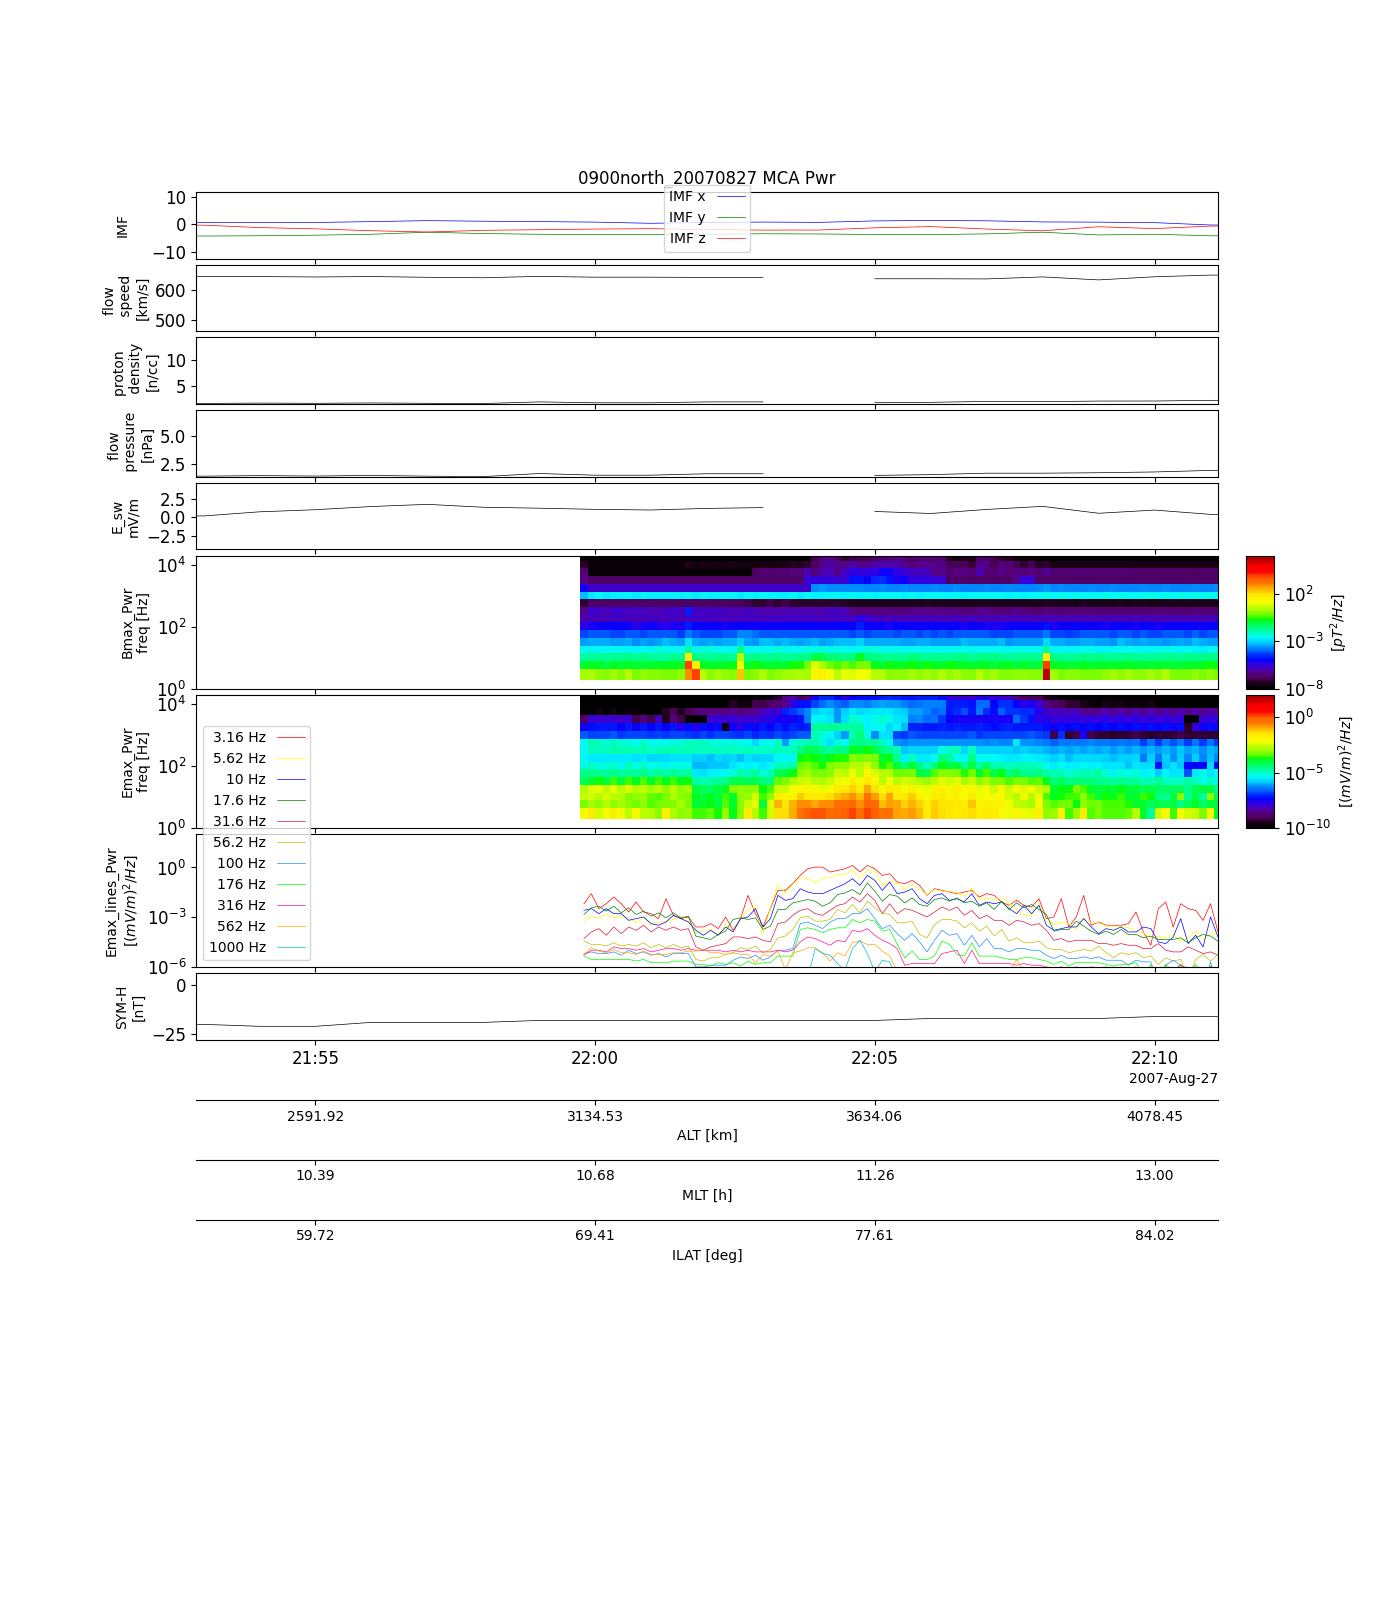 0900north_20070827 MCA Pwr
10
0
−10
IMF
IMF x
IMF y
IMF z
600
500
flow
speed
[km/s]
10
5
proton
density
[n/cc]
5.0
2.5
flow
pressure
[nPa]
2.5
0.0
−2.5
E_sw
mV/m
10^4
10^2
10^0
Bmax_Pwr
freq [Hz]
10^2
10^−3
10^−8
[pT^2/Hz]
10^4
10^2
10^0
Emax_Pwr
freq [Hz]
10^0
10^−5
10^−10
[(mV/m)^2/Hz]
3.16 Hz
5.62 Hz
10 Hz
17.6 Hz
31.6 Hz
56.2 Hz
100 Hz
176 Hz
316 Hz
562 Hz
1000 Hz
10^0
10^−3
10^−6
Emax_lines_Pwr
[(mV/m)^2/Hz]
0
−25
SYM-H
[nT]
21:55 22:00 22:05 22:10
2007-Aug-27
2591.92 3134.53 3634.06 4078.45
ALT [km]
10.39 10.68 11.26 13.00
MLT [h]
59.72 69.41 77.61 84.02
ILAT [deg]